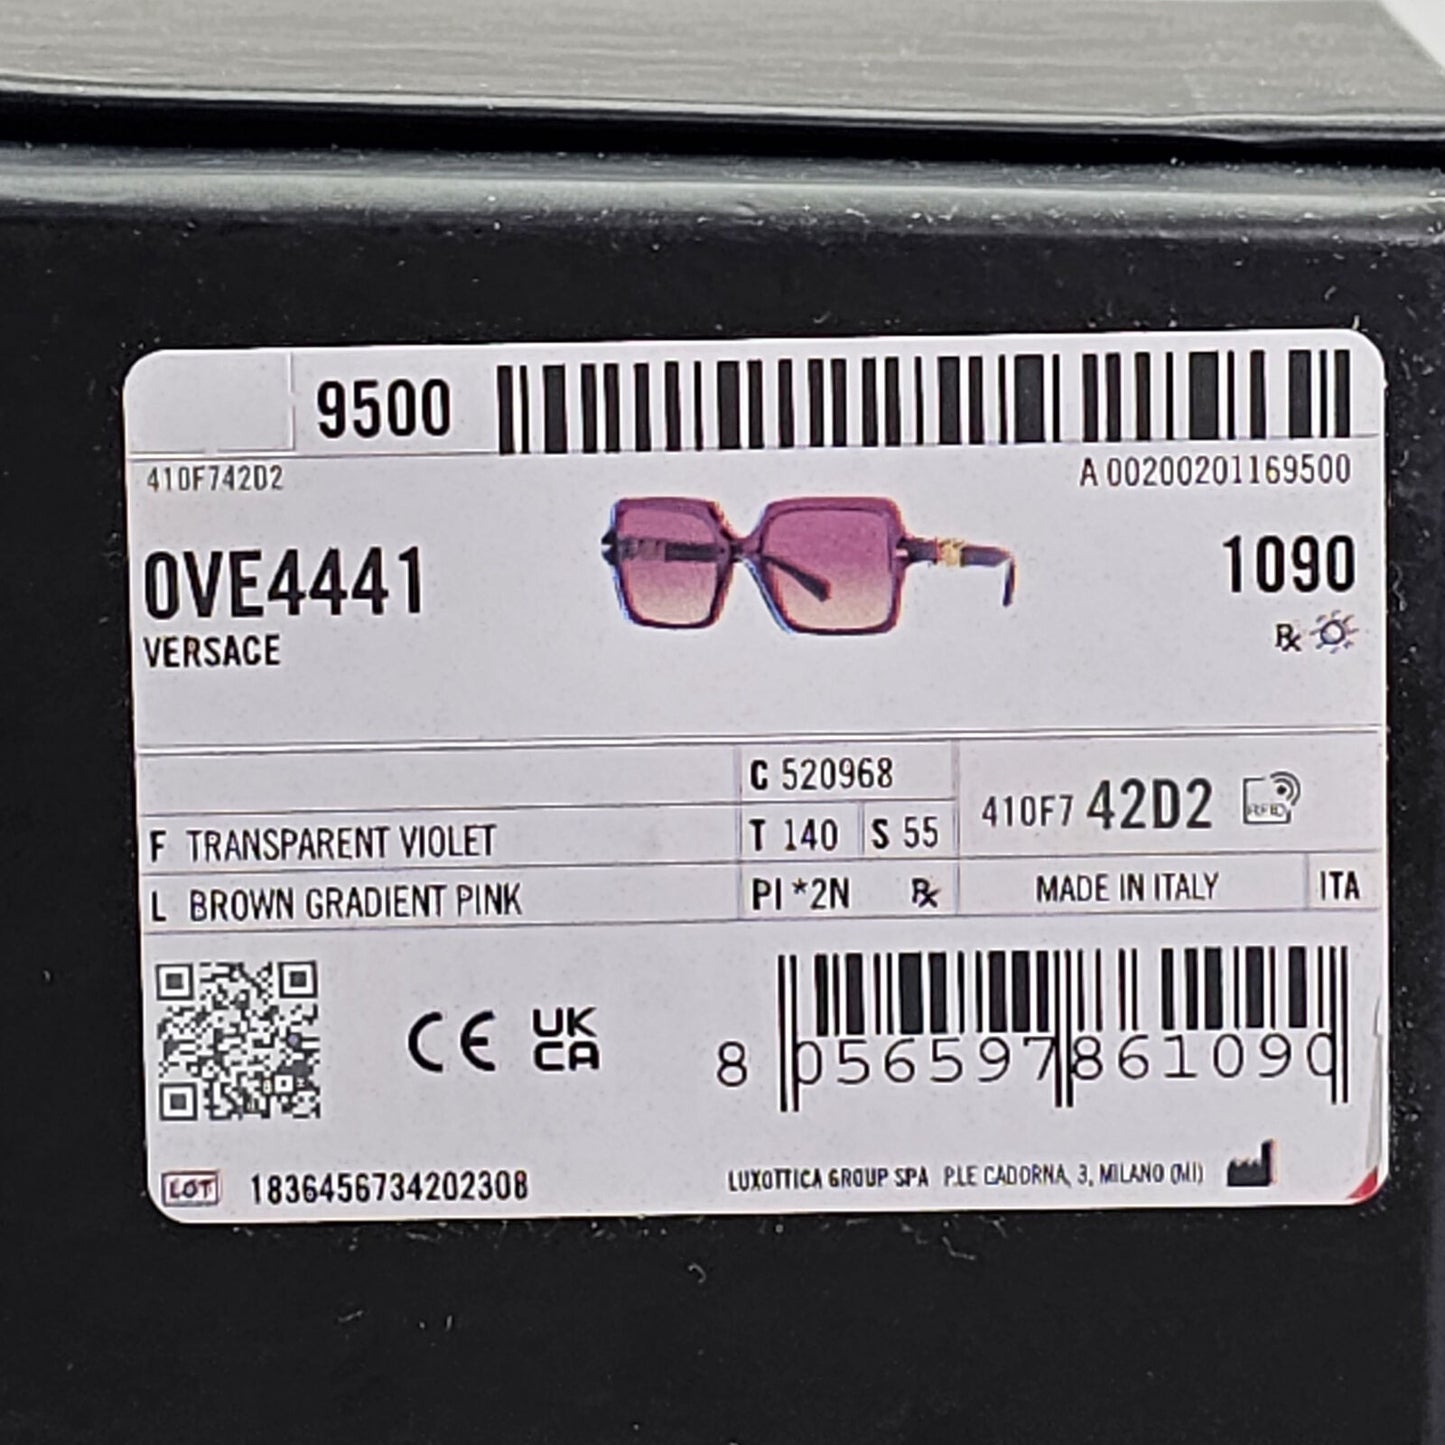 9500
410F742D2
A 00200201169500
0VE4441
1090
VERSACE
Rx
C 520968
410F7 42D2
RFID
F TRANSPARENT VIOLET
T 140
S 55
L BROWN GRADIENT PINK
PI *2N Rx
MADE IN ITALY
ITA
CE
UK
CA
8 056597 861090
LOT 1836456734202308
LUXOTTICA GROUP SPA P.LE CADORNA, 3, MILANO (MI)